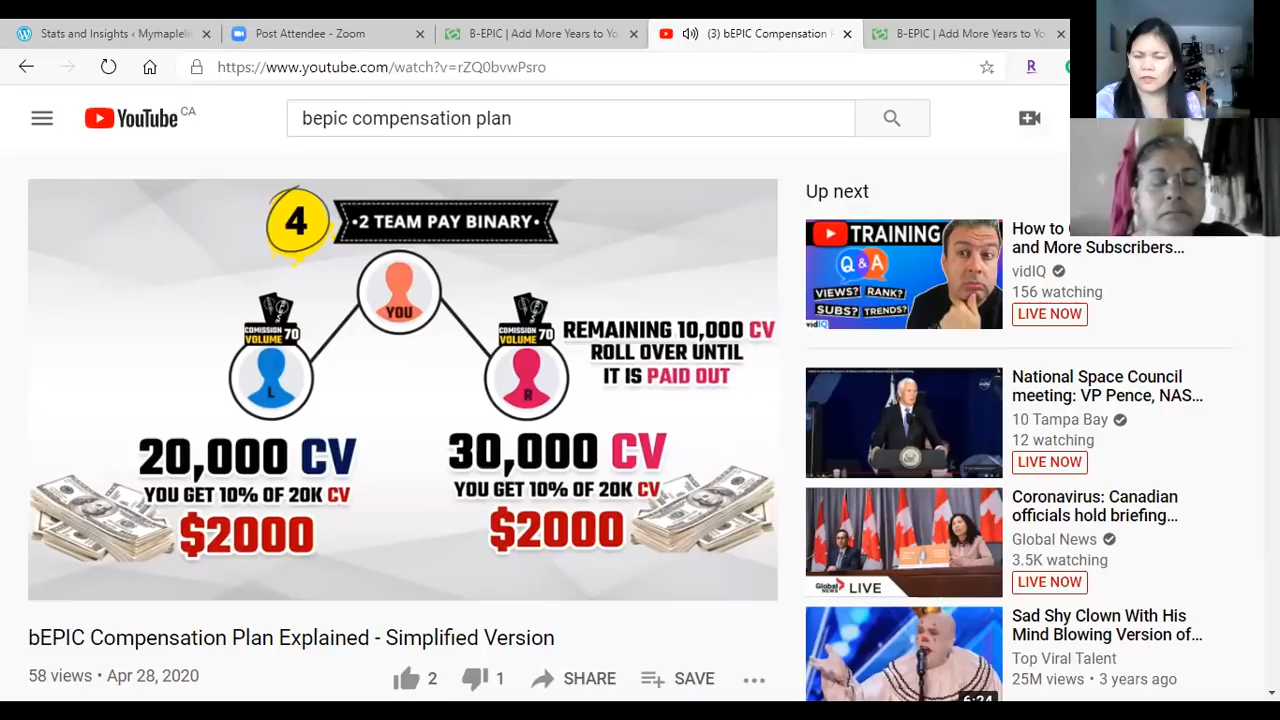 Stats and Insights ‹ Mymapleln
Post Attendee - Zoom
B-EPIC | Add More Years to Yo
(3) bEPIC Compensation
B-EPIC | Add More Years to Yo
https://www.youtube.com/watch?v=rZQ0bvwPsro
R
YouTube CA
bepic compensation plan
4
•2 TEAM PAY BINARY•
YOU
COMISSION
VOLUME 70
L
COMISSION
VOLUME 70
R
REMAINING 10,000 CV
ROLL OVER UNTIL
IT IS PAID OUT
20,000 CV
YOU GET 10% OF 20K CV
$2000
30,000 CV
YOU GET 10% OF 20K CV
$2000
bEPIC Compensation Plan Explained - Simplified Version
58 views • Apr 28, 2020
2
1
SHARE
SAVE
Up next
TRAINING
Q & A
VIEWS? RANK?
SUBS? TRENDS?
vidIQ
How to
and More Subscribers...
vidIQ
156 watching
LIVE NOW
National Space Council
meeting: VP Pence, NAS...
10 Tampa Bay
12 watching
LIVE NOW
Global NEWS LIVE
Coronavirus: Canadian
officials hold briefing...
Global News
3.5K watching
LIVE NOW
Sad Shy Clown With His
Mind Blowing Version of...
Top Viral Talent
25M views • 3 years ago
6:24